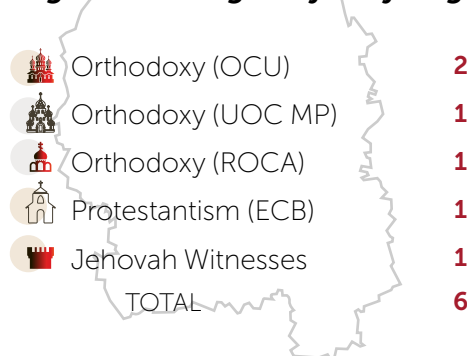 Orthodoxy (OCU) 2
Orthodoxy (UOC MP) 1
Orthodoxy (ROCA) 1
Protestantism (ECB) 1
Jehovah Witnesses 1
TOTAL 6